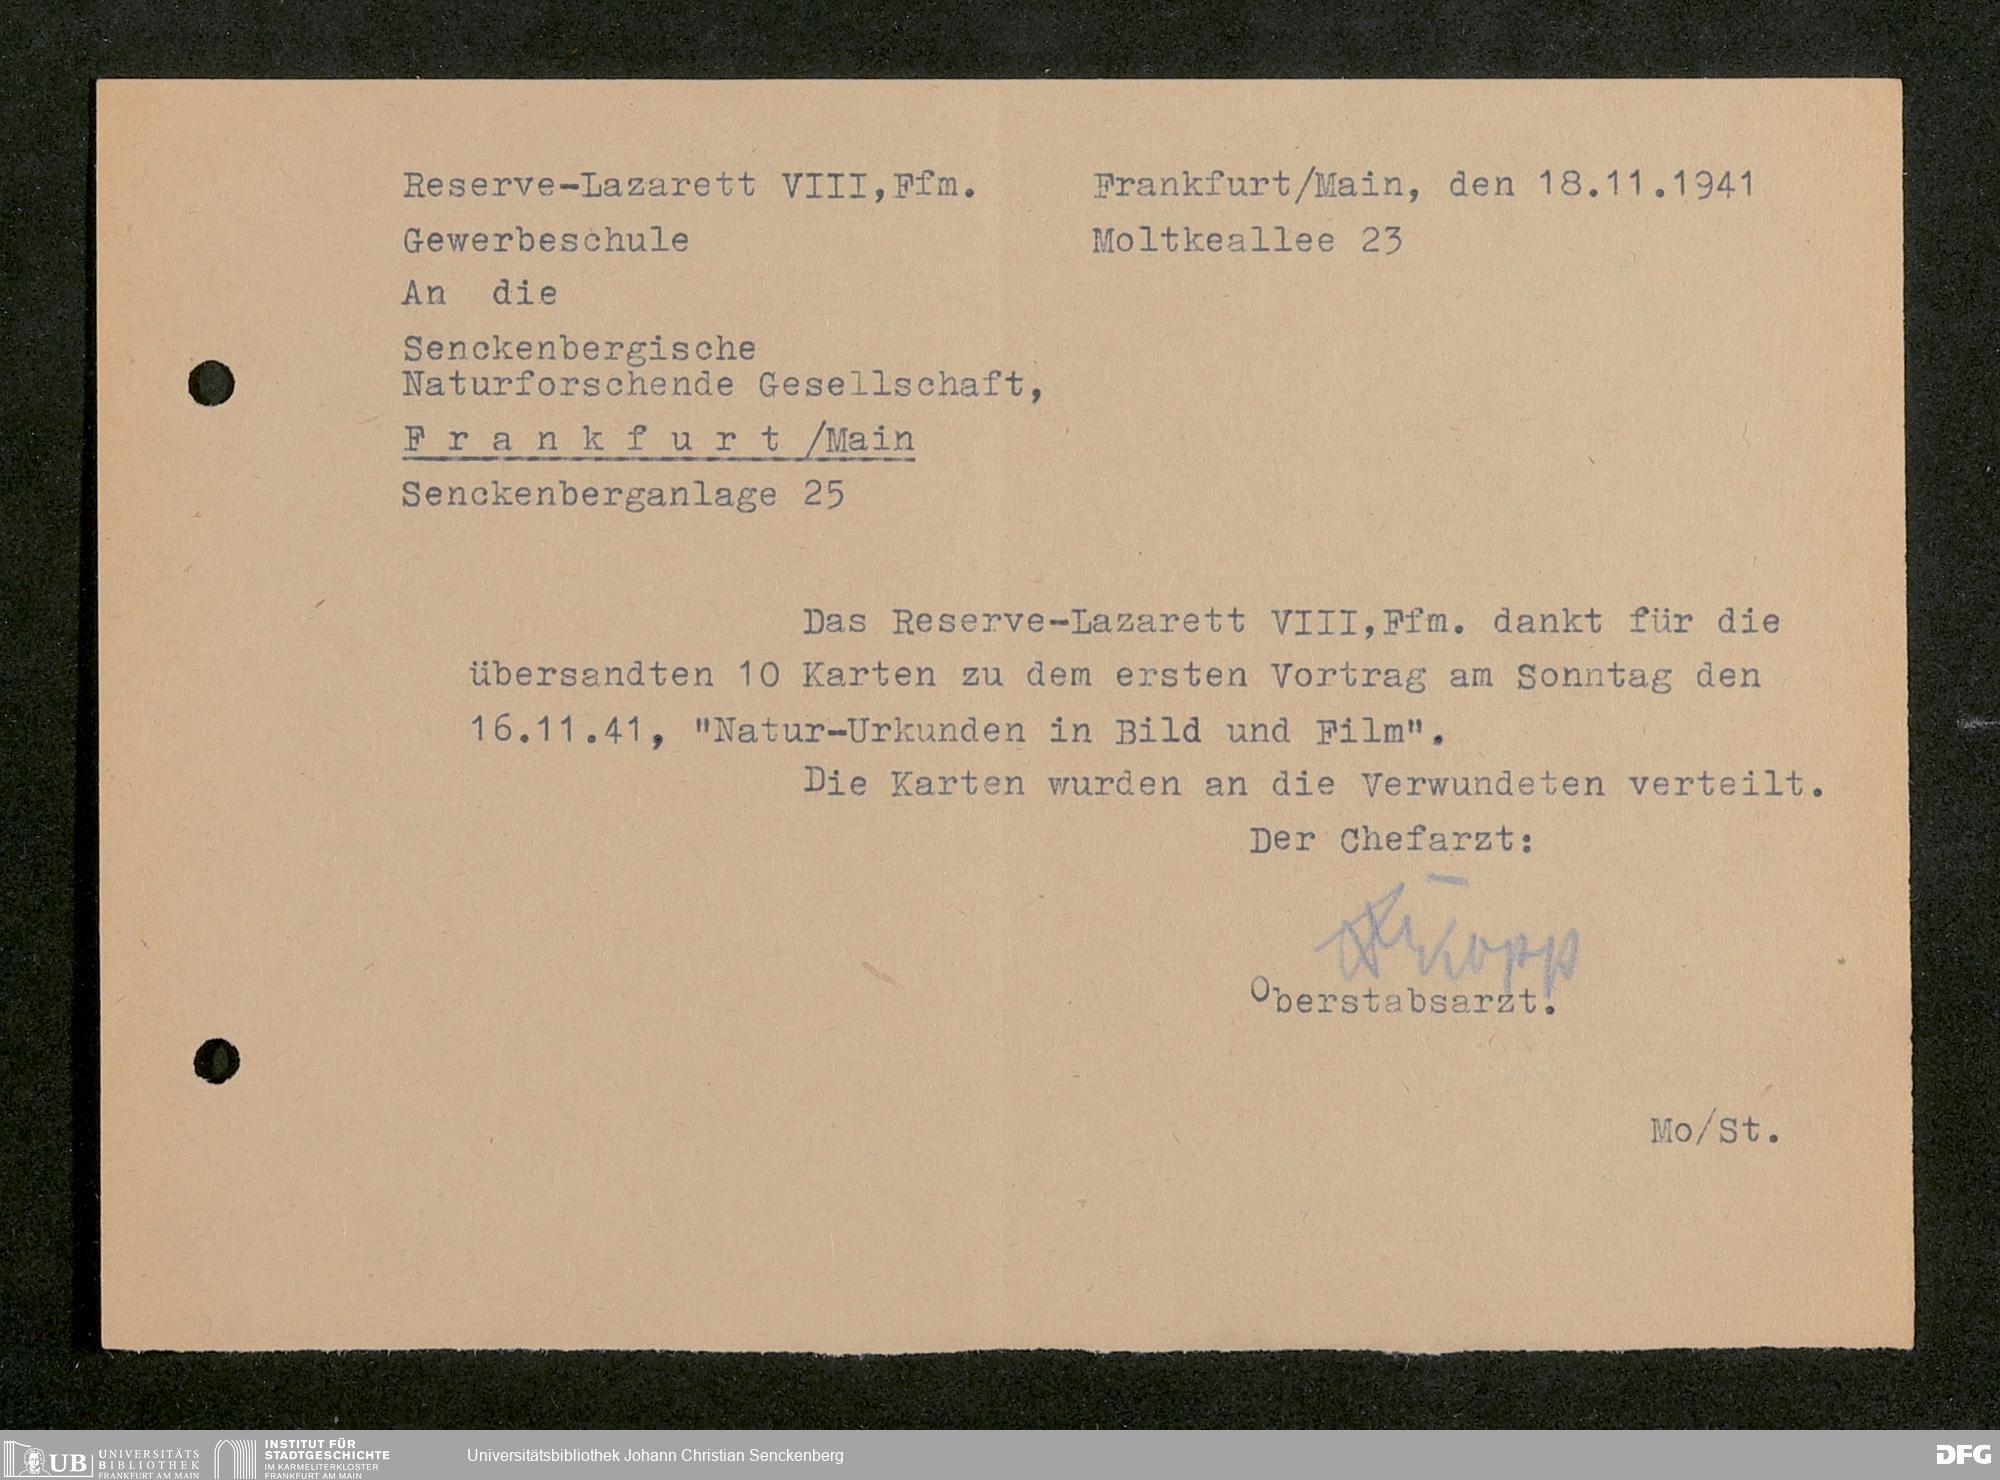 Reserve-Lazarett VIII,Ffm.
Frankfurt/Main, den 18.11.1941
Gewerbeschule
Moltkeallee 23
An  die
Senckenbergische
Naturforschende Gesellschaft,
F r a n k f u r t /Main
Senckenberganlage 25
Das Reserve-Lazarett VIII,Ffm. dankt für die
übersandten 10 Karten zu dem ersten Vortrag am Sonntag den
16.11.41, "Natur-Urkunden in Bild und Film".
Die Karten wurden an die Verwundeten verteilt.
Der Chefarzt:
Oberstabsarzt.
Mo/St.
UB UNIVERSITÄTS
BIBLIOTHEK
FRANKFURT AM MAIN
INSTITUT FÜR
STADTGESCHICHTE
IM KARMELITERKLOSTER
FRANKFURT AM MAIN
Universitätsbibliothek Johann Christian Senckenberg
DFG